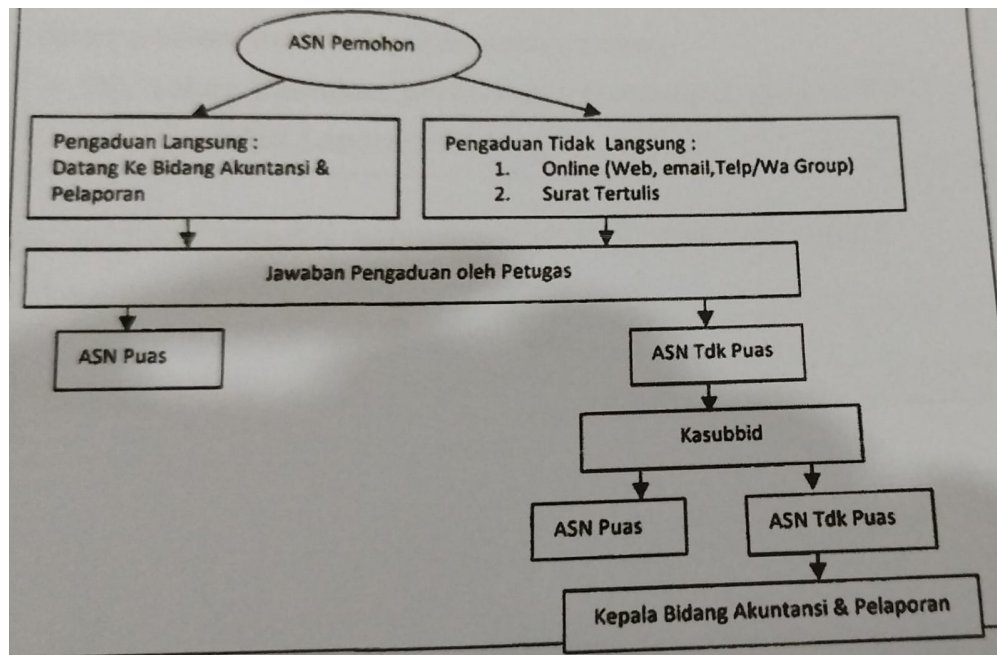 ASN Pemohon
Pengaduan Langsung :
Datang Ke Bidang Akuntansi &
Pelaporan
Pengaduan Tidak Langsung :
1. Online (Web, email,Telp/Wa Group)
2. Surat Tertulis
Jawaban Pengaduan oleh Petugas
ASN Puas
ASN Tdk Puas
Kasubbid
ASN Puas
ASN Tdk Puas
Kepala Bidang Akuntansi & Pelaporan